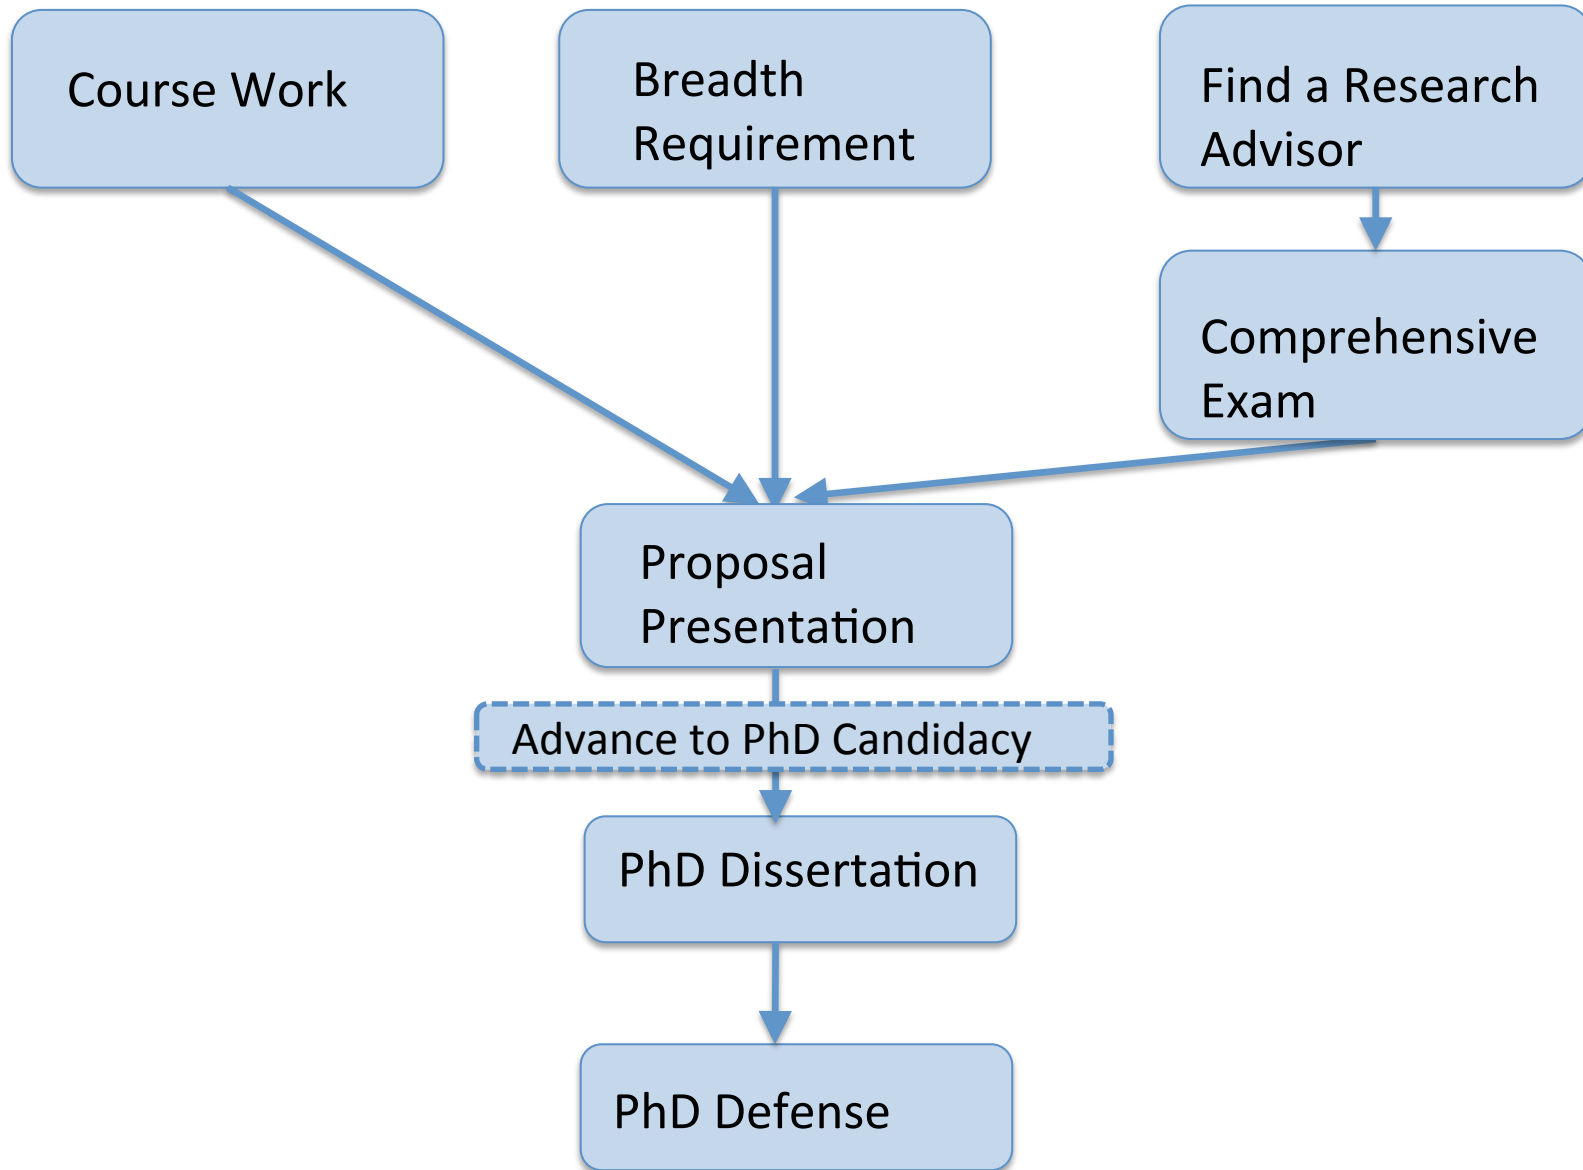 Course Work
Breadth
Requirement
Find a Research
Advisor
Comprehensive
Exam
Proposal
Presentation
Advance to PhD Candidacy
PhD Dissertation
PhD Defense